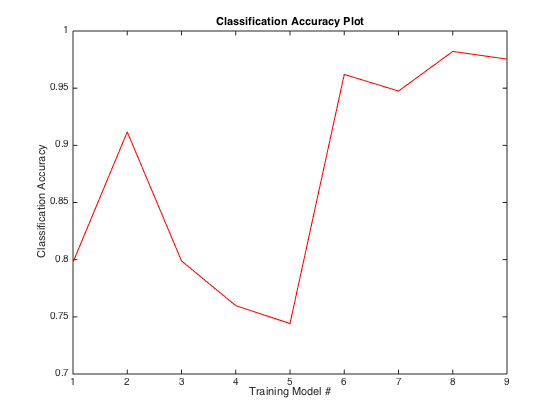 Classification Accuracy Plot
1
0.95
0.9
0.85
0.8
0.75
0.7
Classification Accuracy
1 2 3 4 5 6 7 8 9
Training Model #